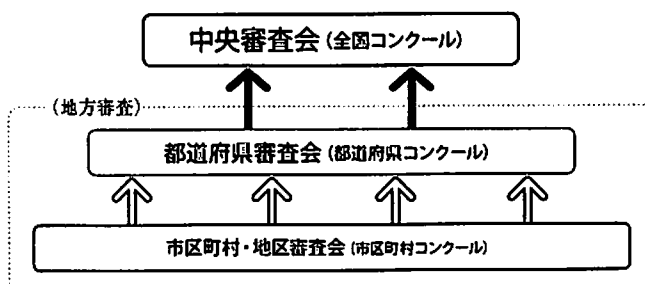 中央審査会(全国コンクール)
(地方審査)
都道府県審査会(都道府県コンクール)
市区町村・地区審査会(市区町村コンクール)